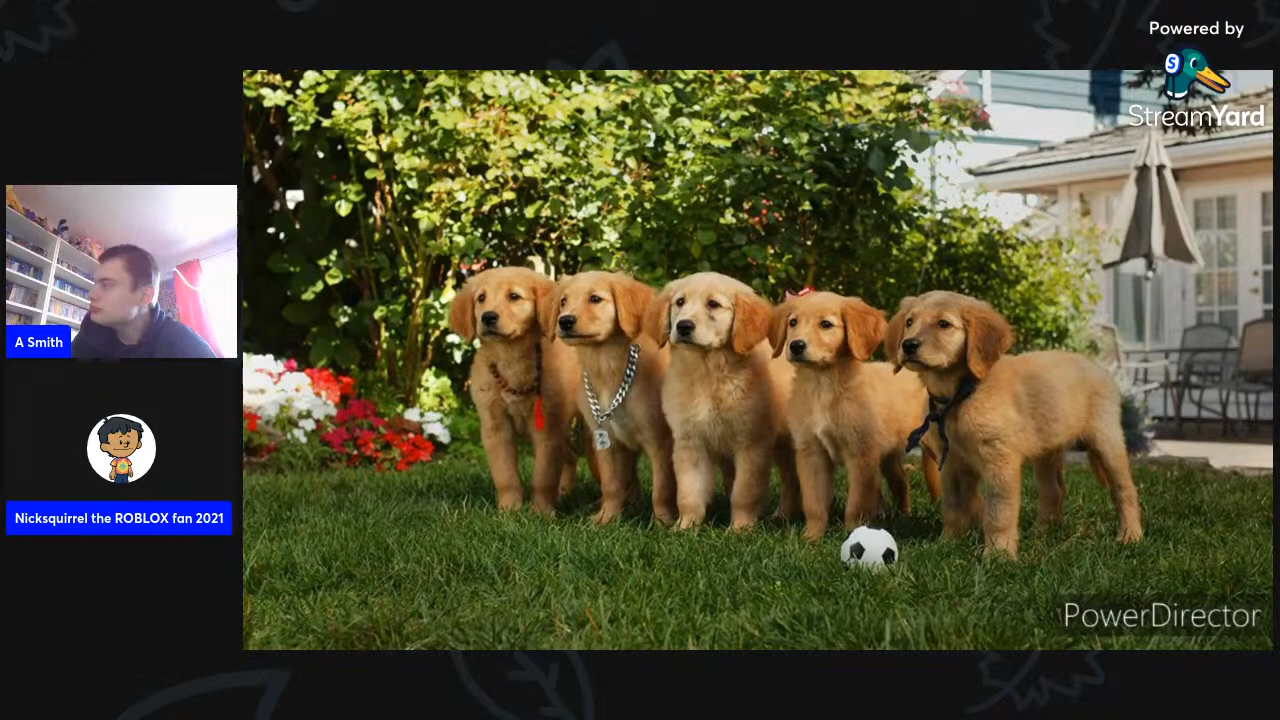 Powered by
S
StreamYard
A Smith
B
Nicksquirrel the ROBLOX fan 2021
PowerDirector